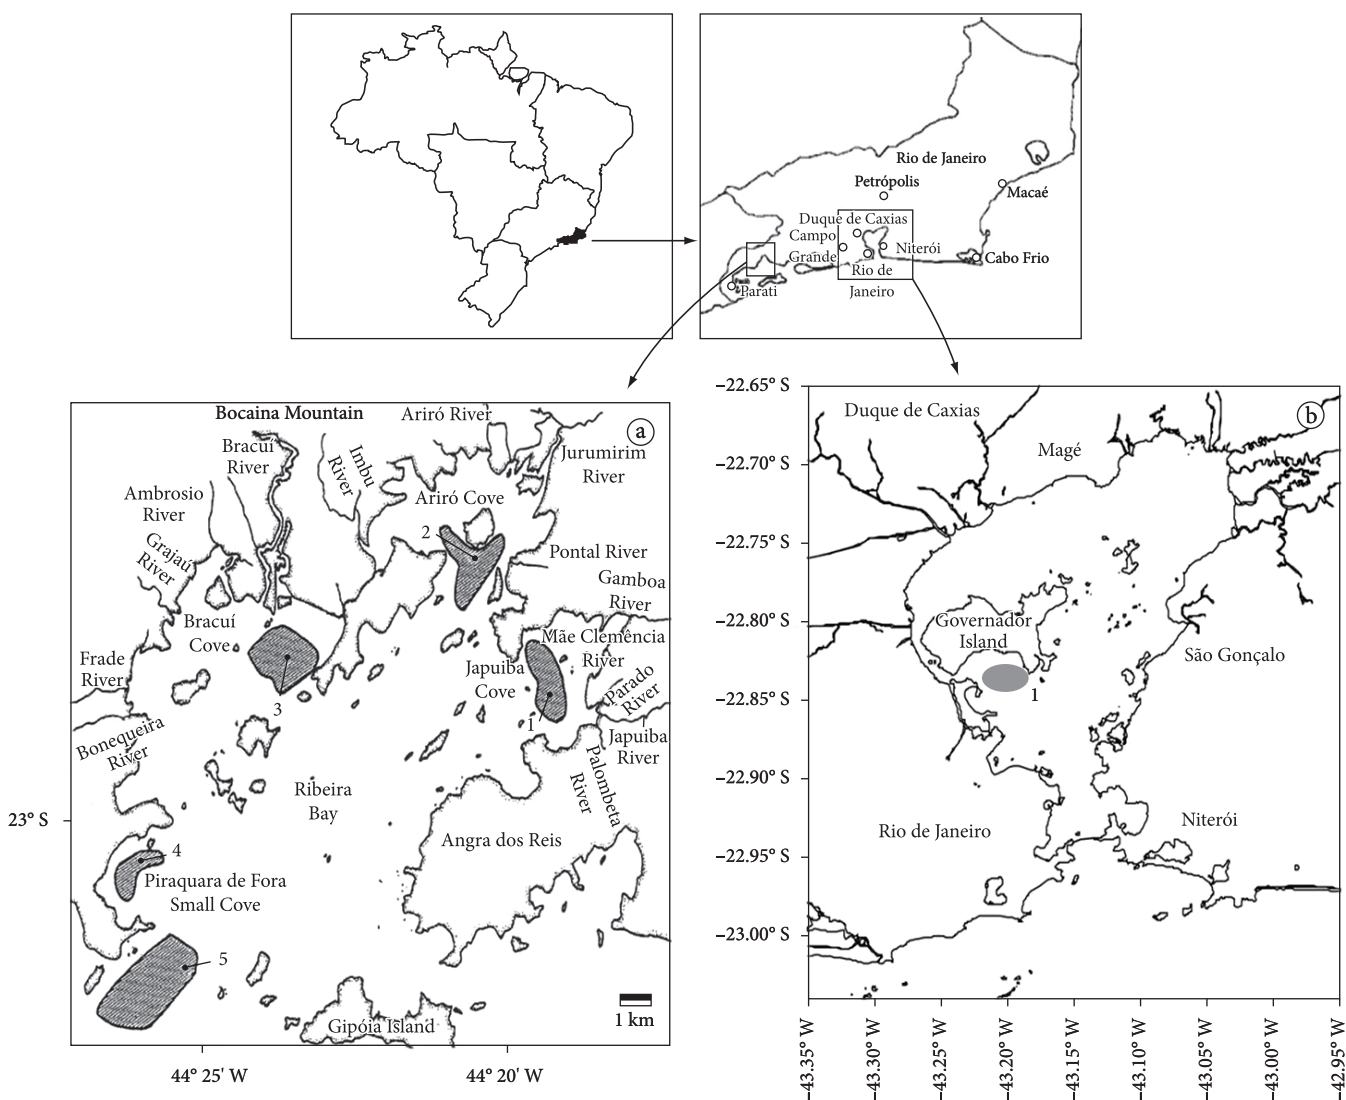 Rio de Janeiro
Petrópolis
Macaé
Duque de Caxias
Campo
Grande
Niterói
Cabo Frio
Rio de
Janeiro
Parati
Bocaina Mountain
Ariró River
a
Bracuí
River
Imbu
River
Jurumirim
River
Ambrosio
River
Ariró Cove
2
Grajaú
River
Pontal River
Gamboa
River
Bracuí
Cove
Mãe Clemência
River
Frade
River
Japuiba
Cove
Parado
River
3
1
Bonequeira
River
Japuiba
River
Palombeta
River
Ribeira
Bay
23° S
Angra dos Reis
4
Piraquara de Fora
Small Cove
5
1 km
Gipóia Island
44° 25' W
44° 20' W
−22.65° S
−22.70° S
−22.75° S
−22.80° S
−22.85° S
−22.90° S
−22.95° S
−23.00° S
Duque de Caxias
b
Magé
Governador
Island
São Gonçalo
1
Rio de Janeiro
Niterói
−43.35° W
−43.30° W
−43.25° W
−43.20° W
−43.15° W
−43.10° W
−43.05° W
−43.00° W
−42.95° W